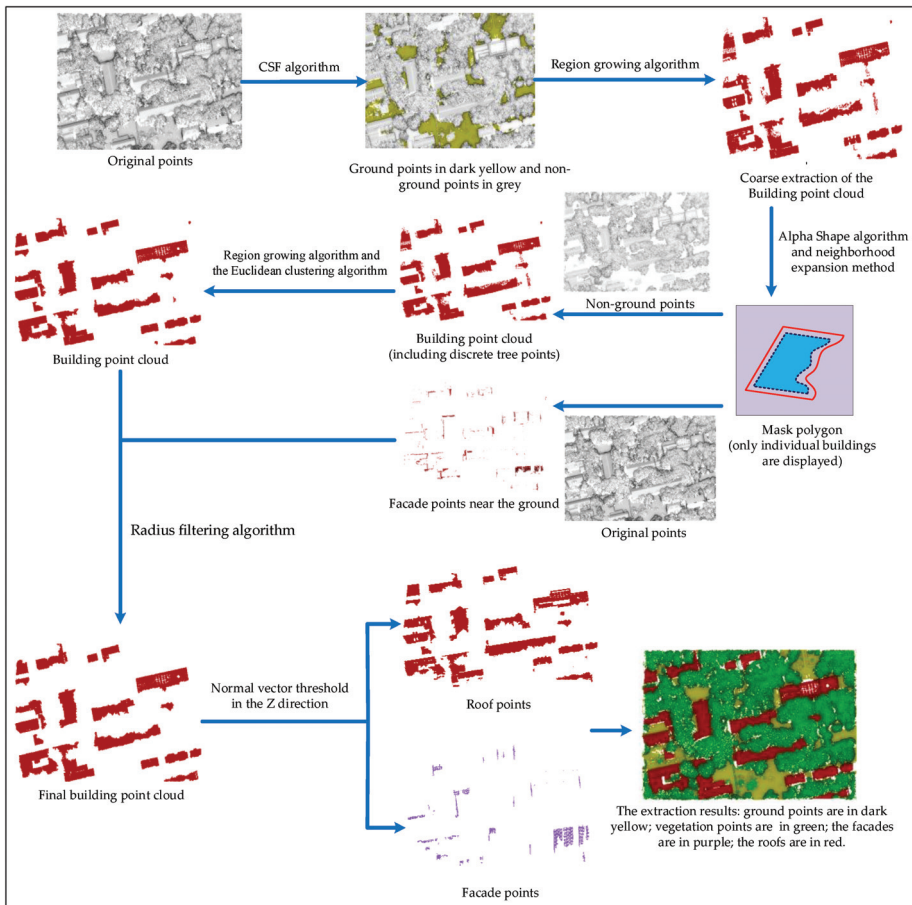 CSF algorithm
Region growing algorithm
Original points
Ground points in dark yellow and non-
ground points in grey
Coarse extraction of the
Building point cloud
Alpha Shape algorithm
and neighborhood
expansion method
Region growing algorithm and
the Euclidean clustering algorithm
Non-ground points
Building point cloud
Building point cloud
(including discrete tree points)
Mask polygon
(only individual buildings
are displayed)
Facade points near the ground
Original points
Radius filtering algorithm
Normal vector threshold
in the Z direction
Roof points
Final building point cloud
The extraction results: ground points are in dark
yellow; vegetation points are in green; the facades
are in purple; the roofs are in red.
Facade points